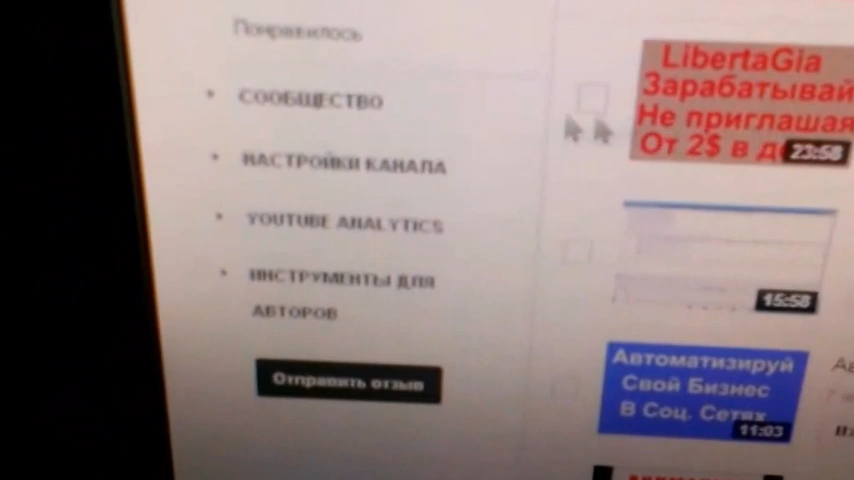 Понравилось
СООБЩЕСТВО
НАСТРОЙКИ КАНАЛА
YOUTUBE ANALYTICS
ИНСТРУМЕНТЫ ДЛЯ
АВТОРОВ
Отправить отзыв
LibertaGia
Зарабатывай
Не приглашая
От 2$ в д
23:58
15:58
Автоматизируй
Свой Бизнес
В Соц. Сетях
11:03